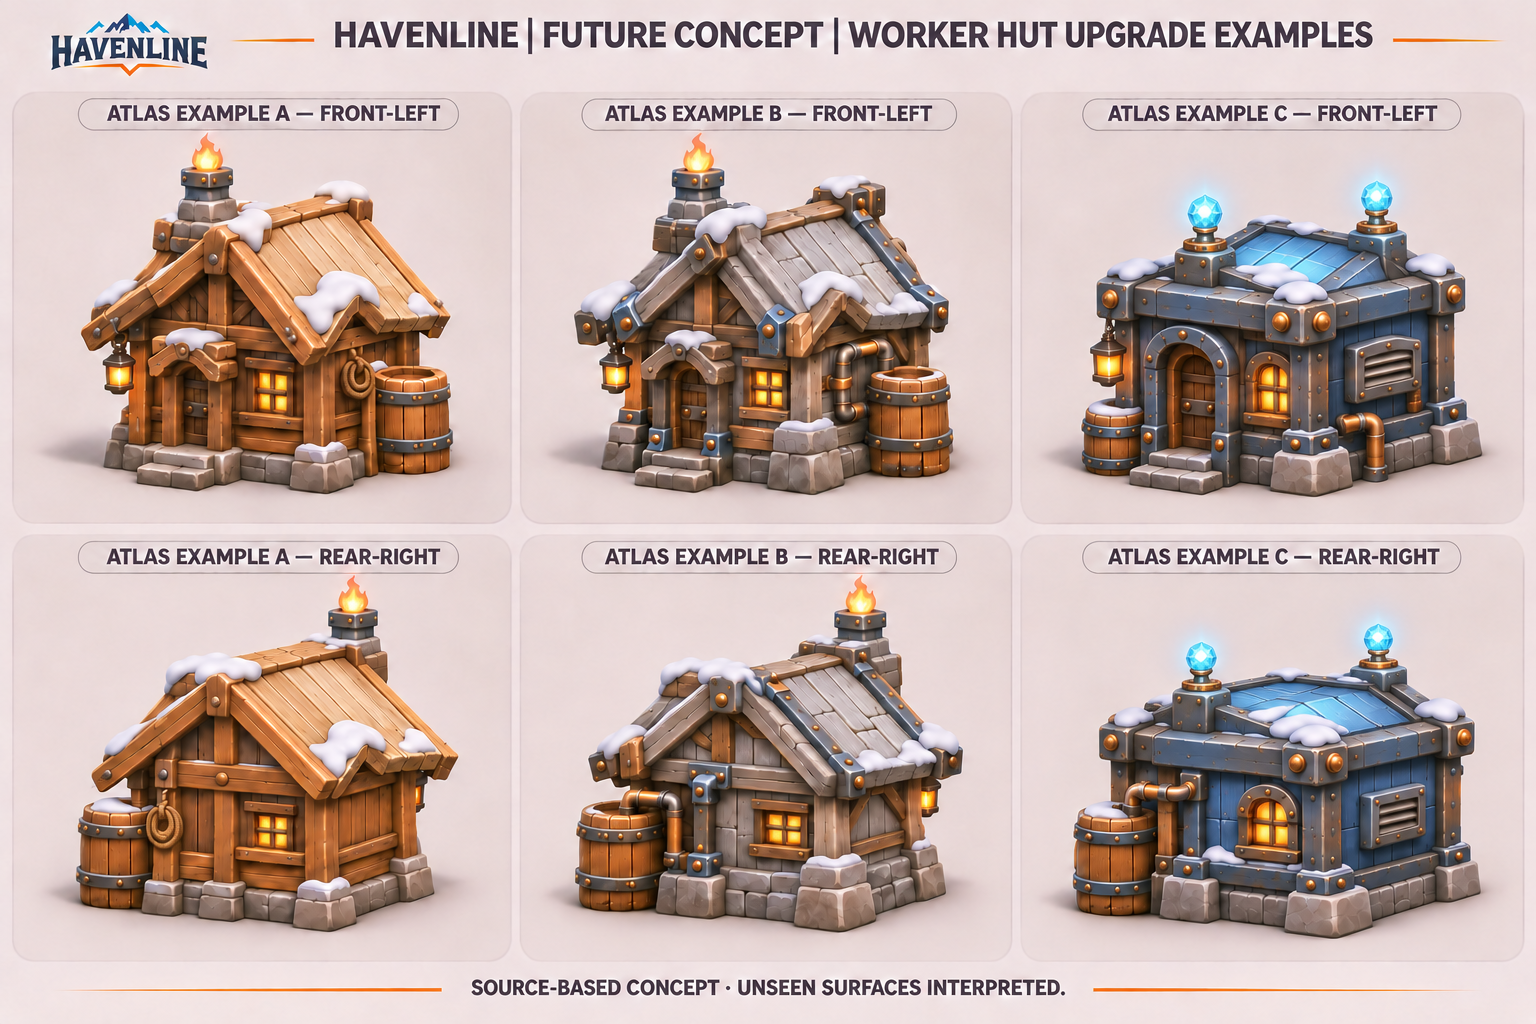 HAVENLINE
HAVENLINE | FUTURE CONCEPT | WORKER HUT UPGRADE EXAMPLES
ATLAS EXAMPLE A — FRONT-LEFT
ATLAS EXAMPLE B — FRONT-LEFT
ATLAS EXAMPLE C — FRONT-LEFT
ATLAS EXAMPLE A — REAR-RIGHT
ATLAS EXAMPLE B — REAR-RIGHT
ATLAS EXAMPLE C — REAR-RIGHT
SOURCE-BASED CONCEPT · UNSEEN SURFACES INTERPRETED.